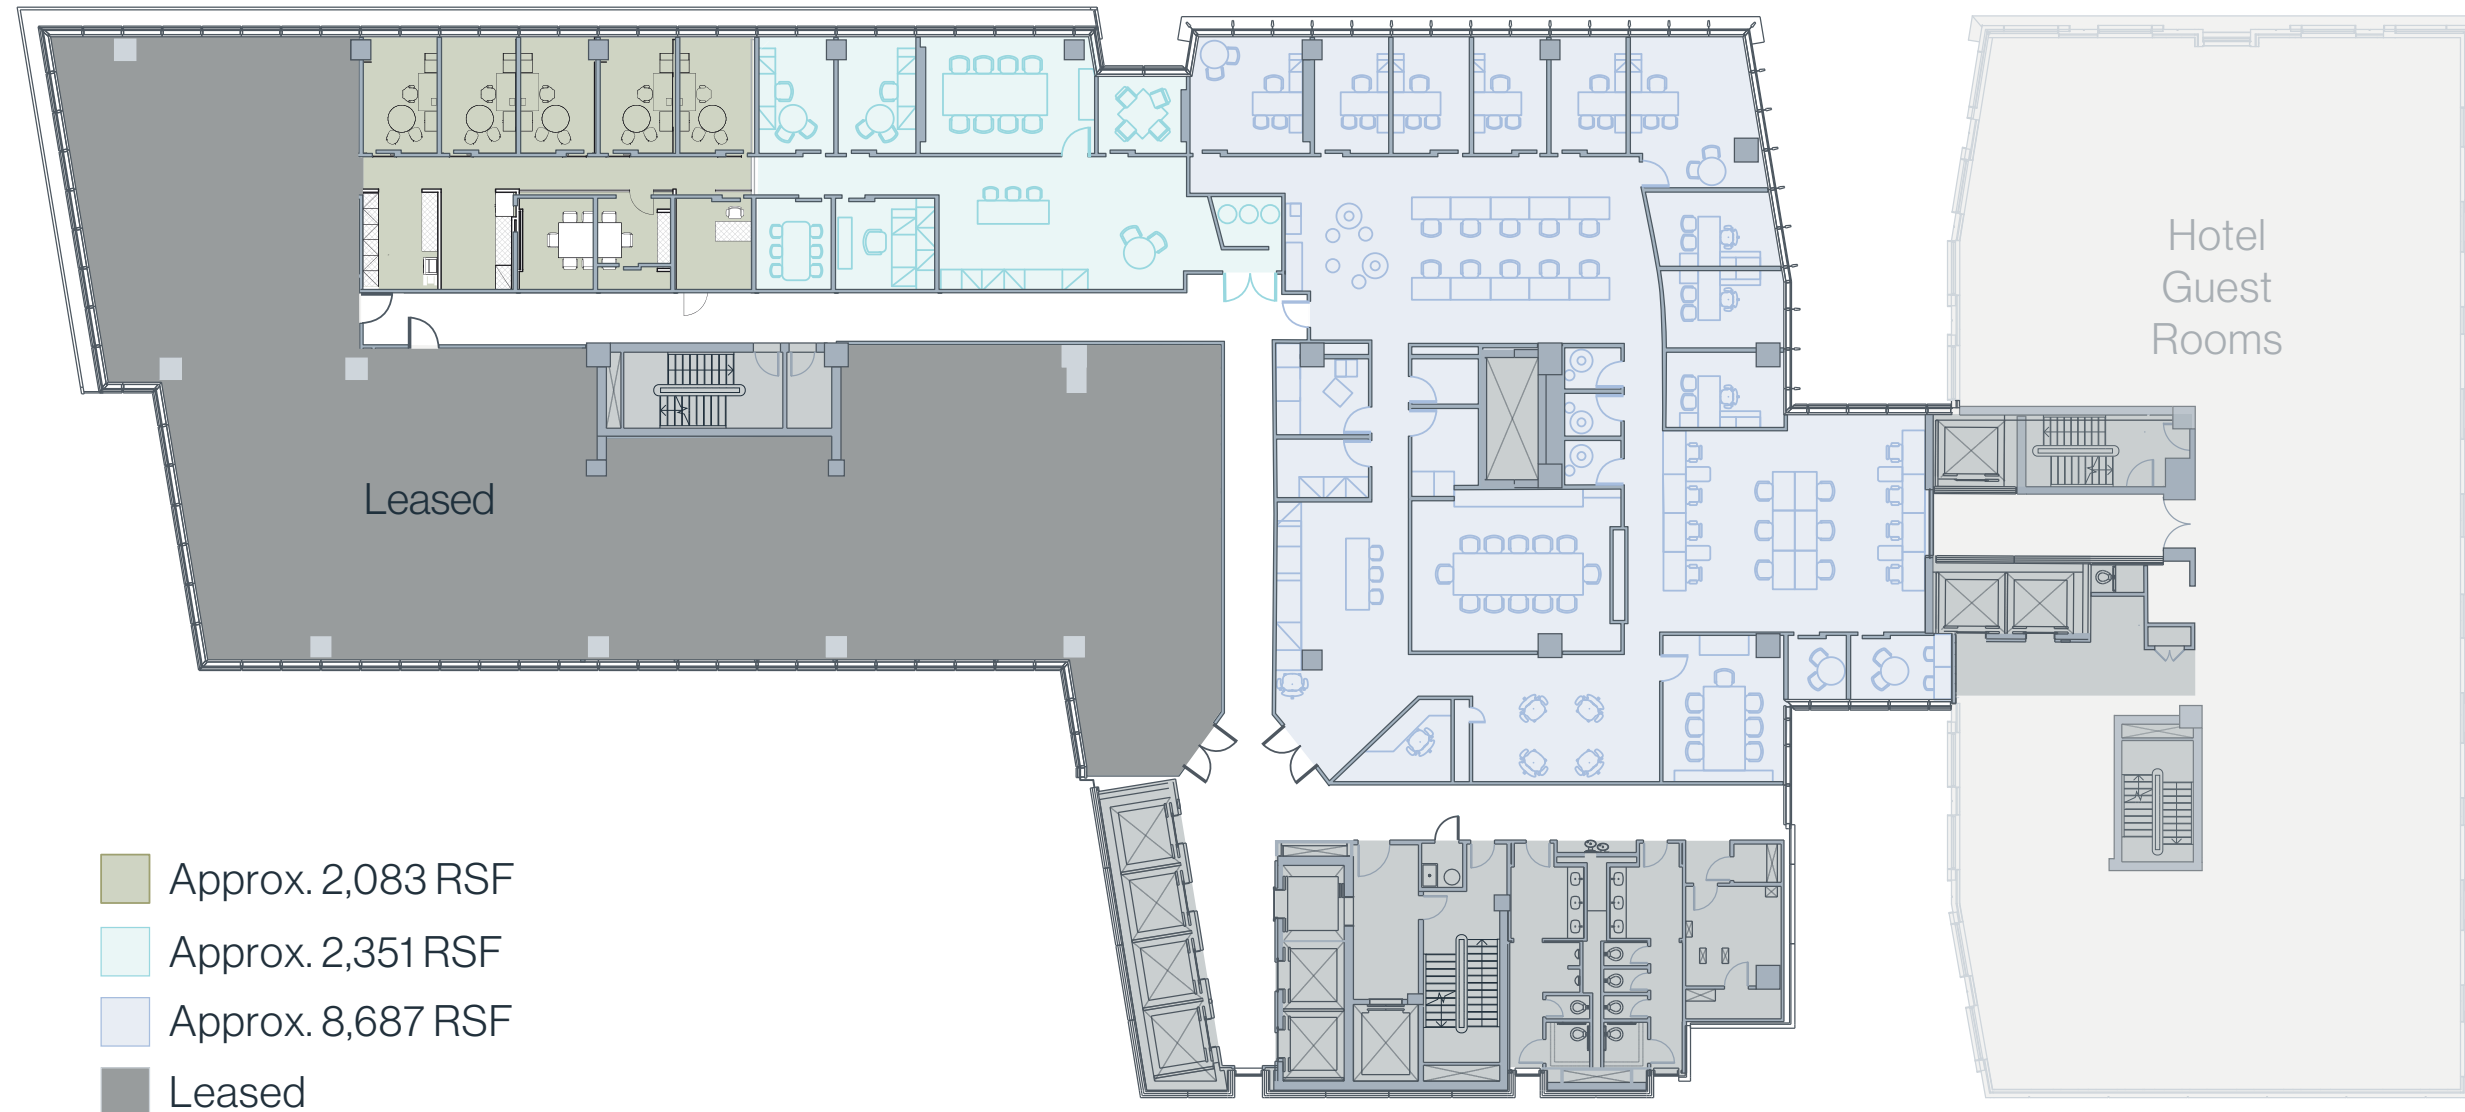 Hotel
Guest
Rooms
Leased
Approx. 2,083 RSF
Approx. 2,351 RSF
Approx. 8,687 RSF
Leased